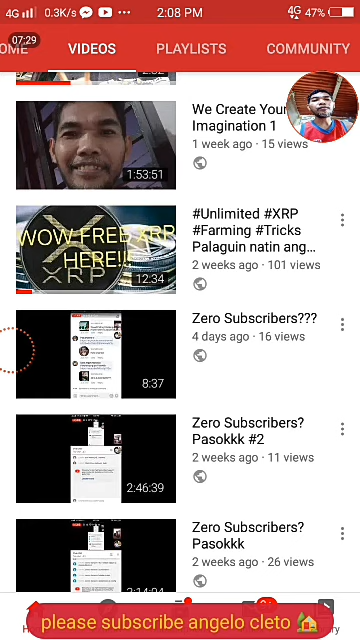 4G 0.3K/s 2:08 PM 4G 47%
07:29
OME VIDEOS PLAYLISTS COMMUNITY
We Create Your
Imagination 1
1 week ago · 15 views
1:53:51
#Unlimited #XRP
#Farming #Tricks
Palaguin natin ang...
2 weeks ago · 101 views
WOW FREE XRP
HERE!!!
XRP
12:34
Zero Subscribers???
4 days ago · 16 views
8:37
Zero Subscribers?
Pasokkk #2
2 weeks ago · 11 views
2:46:39
Zero Subscribers?
Pasokkk
2 weeks ago · 26 views
2:14:04
please subscribe angelo cleto 🏡